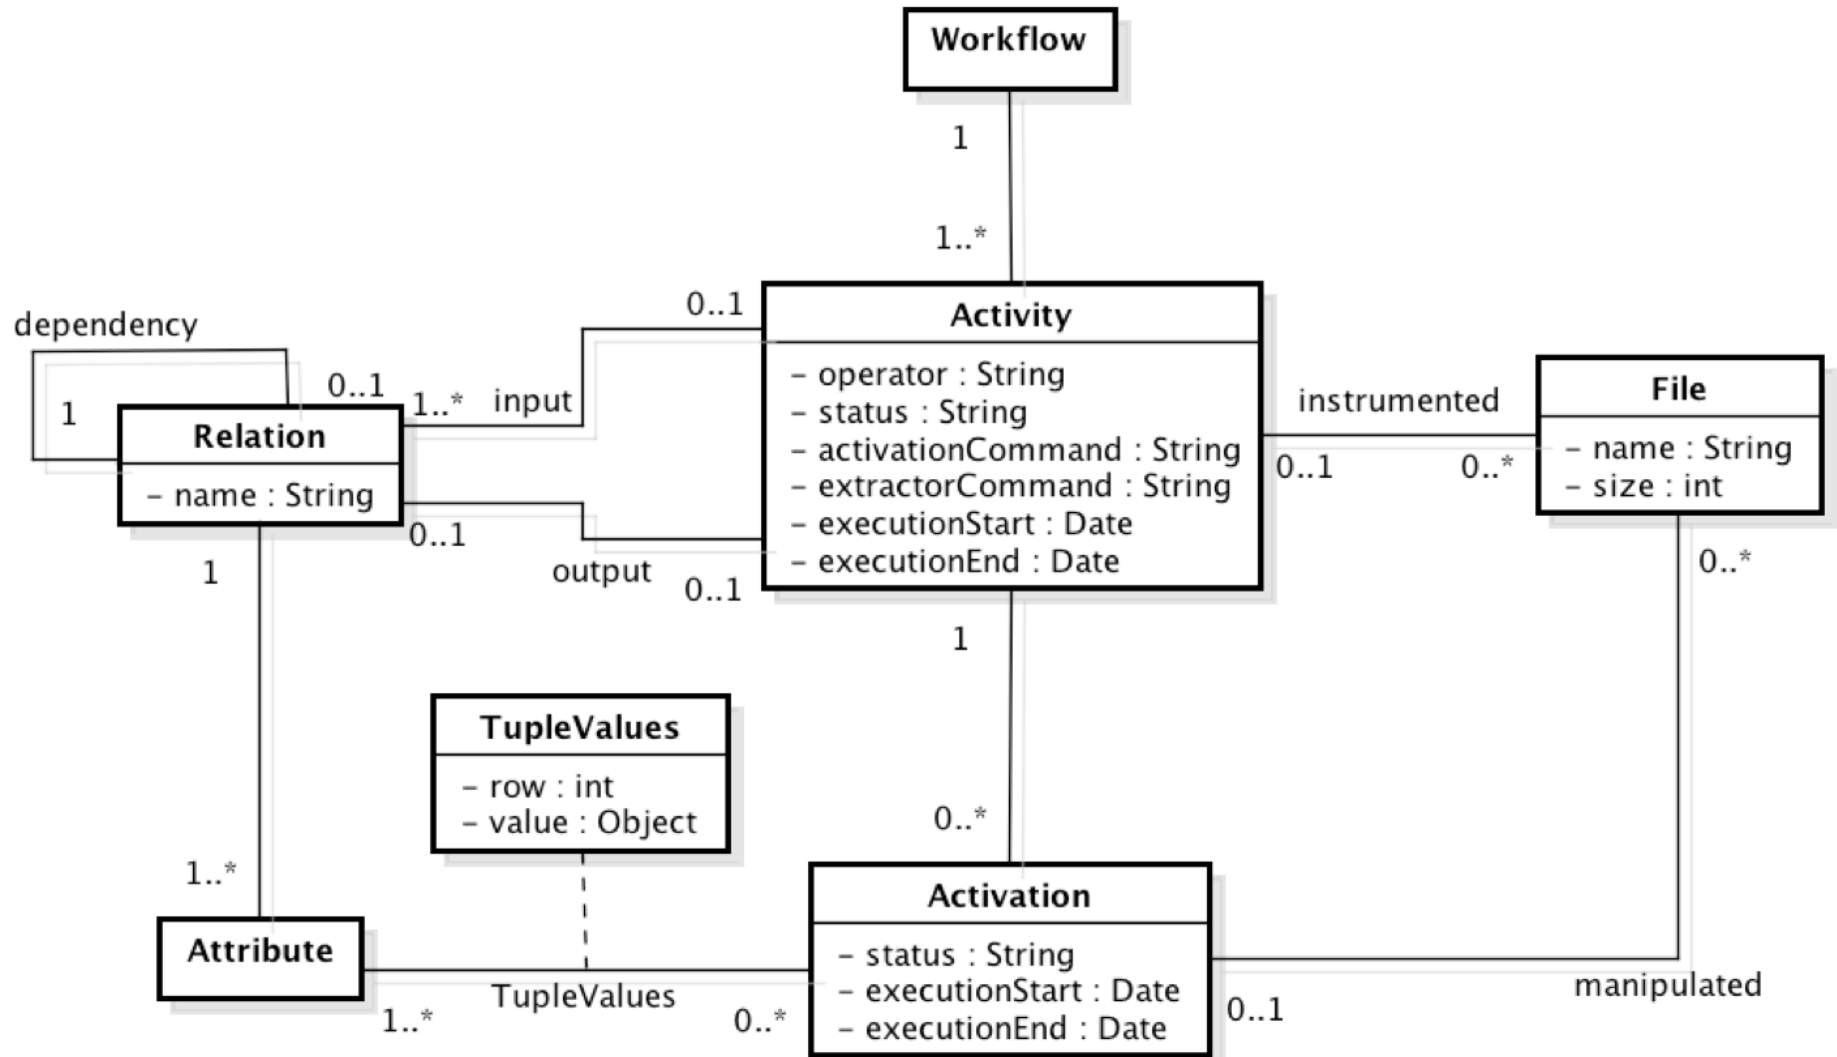 Workflow
1
1..*
dependency
0..1
Activity
0..1
1
1..*
input
Relation
- name : String
- operator : String
- status : String
- activationCommand : String
- extractorCommand : String
- executionStart : Date
- executionEnd : Date
instrumented
0..1
0..*
File
- name : String
- size : int
0..1
output
0..1
1
1
0..*
TupleValues
- row : int
- value : Object
0..*
1..*
Attribute
Activation
- status : String
- executionStart : Date
- executionEnd : Date
TupleValues
1..*
0..*
0..1
manipulated